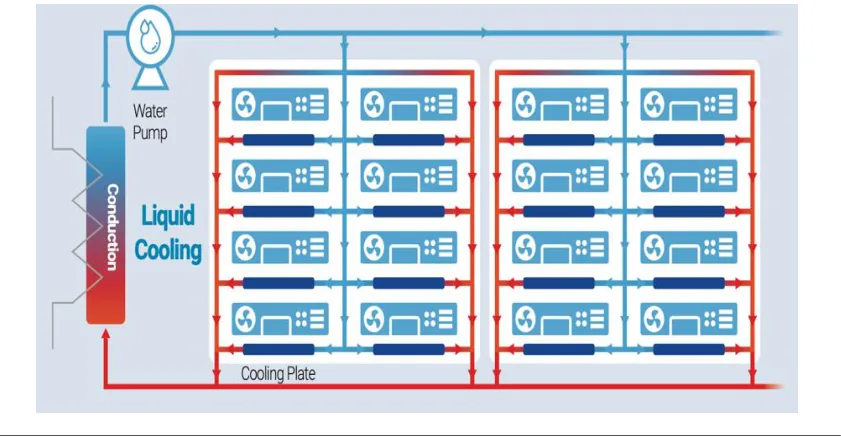 Water
Pump
Conduction
Liquid
Cooling
Cooling Plate